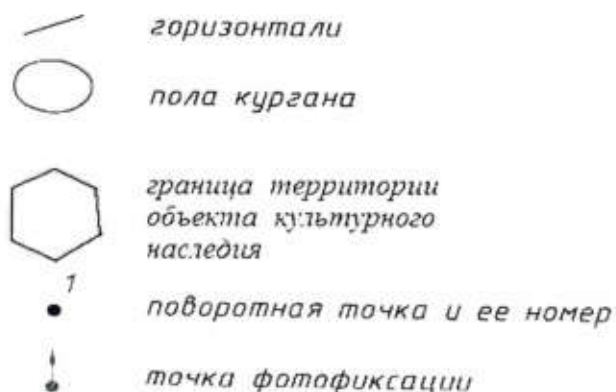 горизонтали
пола кургана
граница территории
объекта культурного
наследия
1
поворотная точка и ее номер
точка фотофиксации